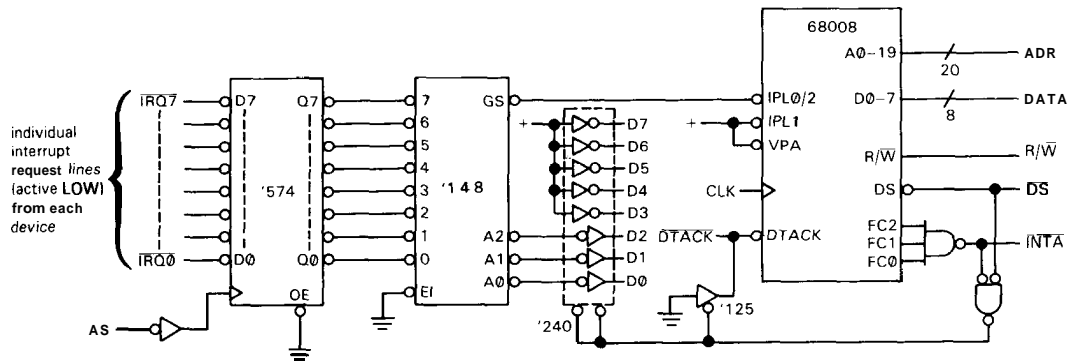 individual
interrupt
request lines
(active LOW)
from each
device
IRQ7
IRQ0
D7
Q7
'574
D0
Q0
OE
AS
7
6
5
4
3
2
1
0
EI
'148
GS
A2
A1
A0
+
D7
D6
D5
D4
D3
D2
D1
D0
'240
68008
A0-19
20
ADR
D0-7
8
DATA
IPL0/2
+
IPL1
VPA
R/W
R/W
CLK
DS
DS
FC2
FC1
FC0
INTA
DTACK
DTACK
'125